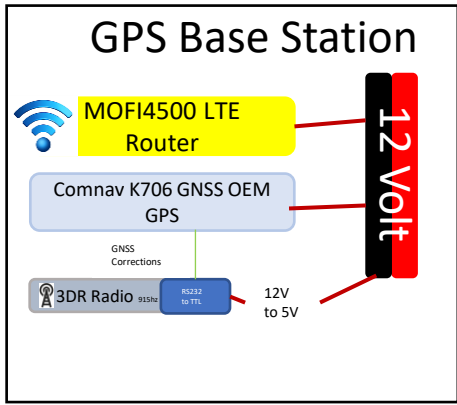 GPS Base Station
MOFI4500 LTE
Router
12 Volt
Comnav K706 GNSS OEM
GPS
GNSS
Corrections
3DR Radio 915hz
RS232
to TTL
12V
to 5V